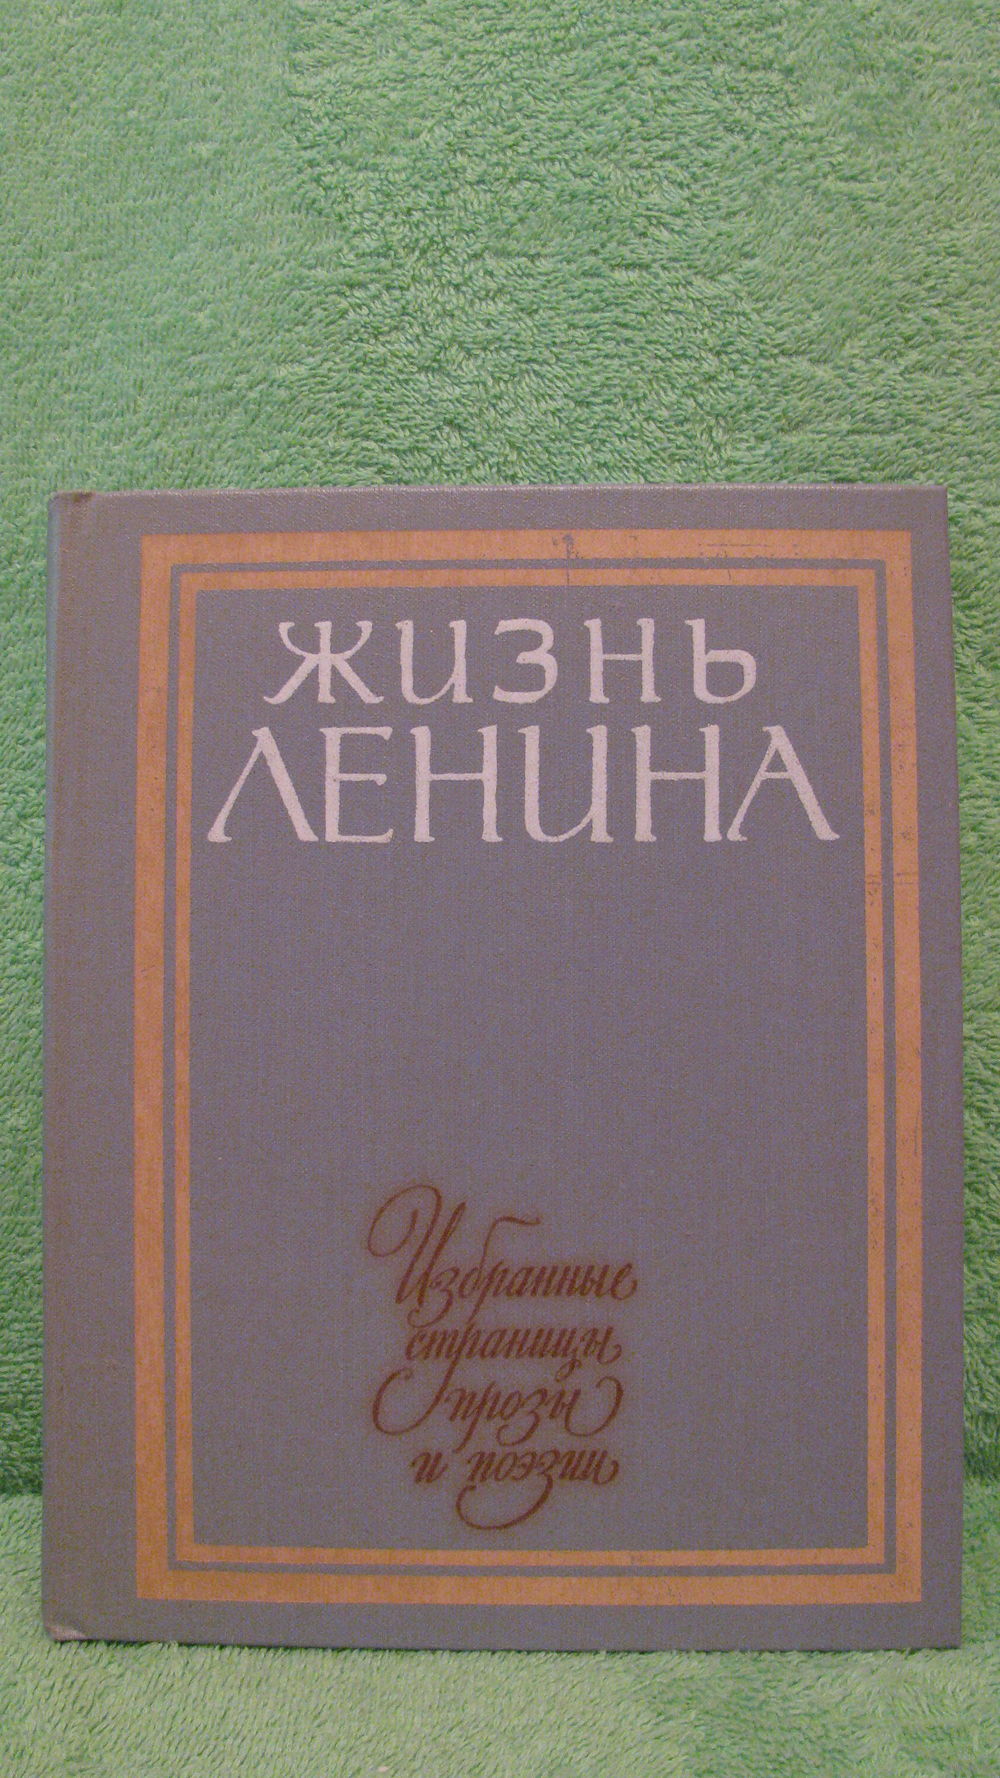 ЖИЗНЬ
ЛЕНИНА
Избранные
страницы
прозы
и поэзии